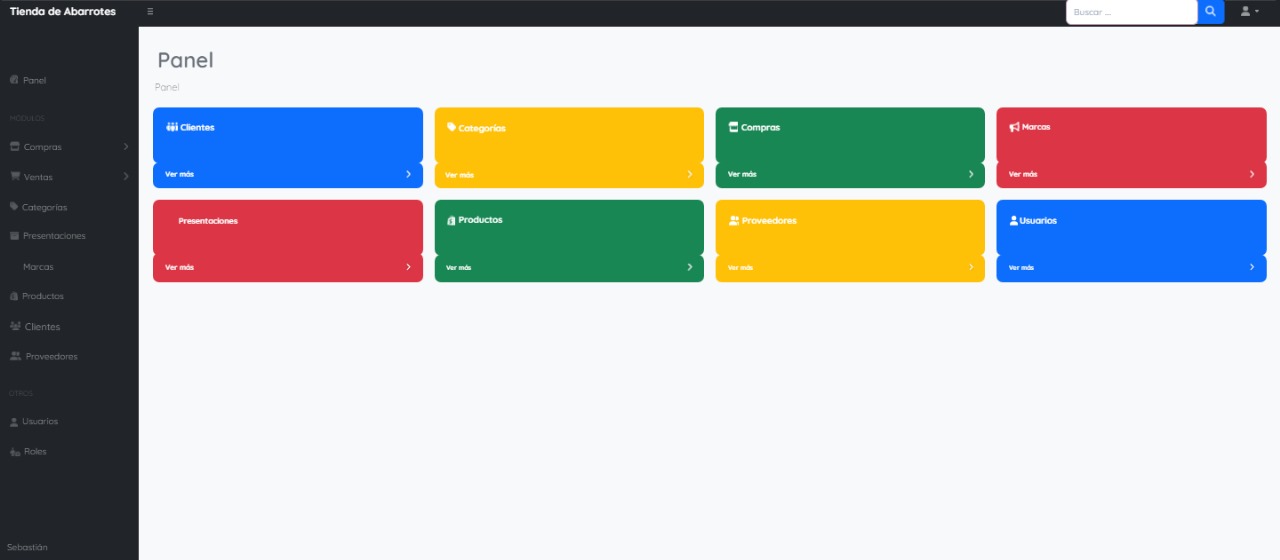 Tienda de Abarrotes
Buscar ...
Panel
MODULOS
Compras
Ventas
Categorías
Presentaciones
Marcas
Productos
Clientes
Proveedores
OTROS
Usuarios
Roles
Sebastián
Panel
Panel
Clientes
Ver más
Categorías
Ver más
Compras
Ver más
Marcas
Ver más
Presentaciones
Ver más
Productos
Ver más
Proveedores
Ver más
Usuarios
Ver más